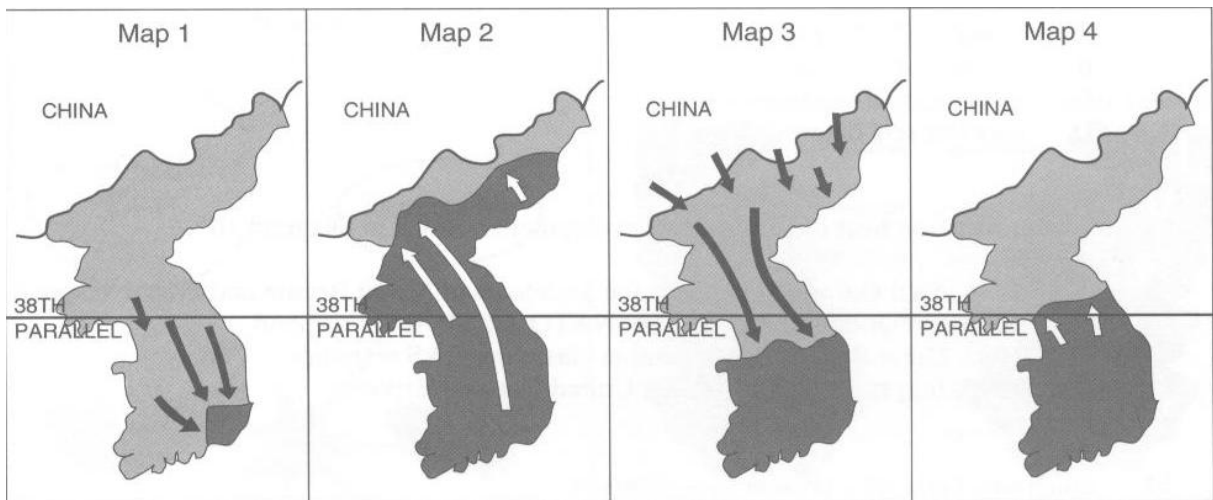 Map 1
CHINA
38TH
PARALLEL
Map 2
CHINA
38TH
PARALLEL
Map 3
CHINA
38TH
PARALLEL
Map 4
CHINA
38TH
PARALLEL